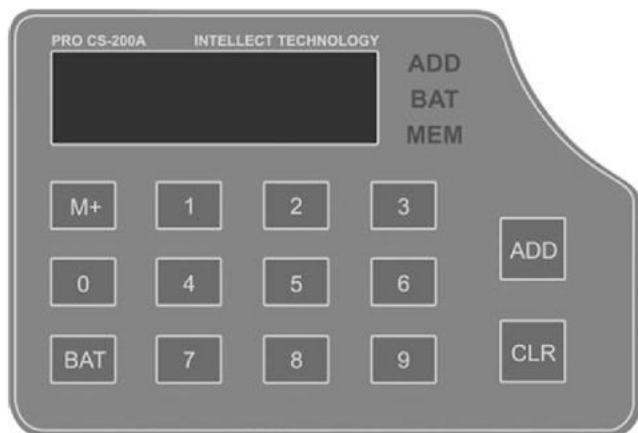 PRO CS-200A INTELLECT TECHNOLOGY
ADD
BAT
MEM
M+ 1 2 3
ADD
0 4 5 6
BAT 7 8 9
CLR